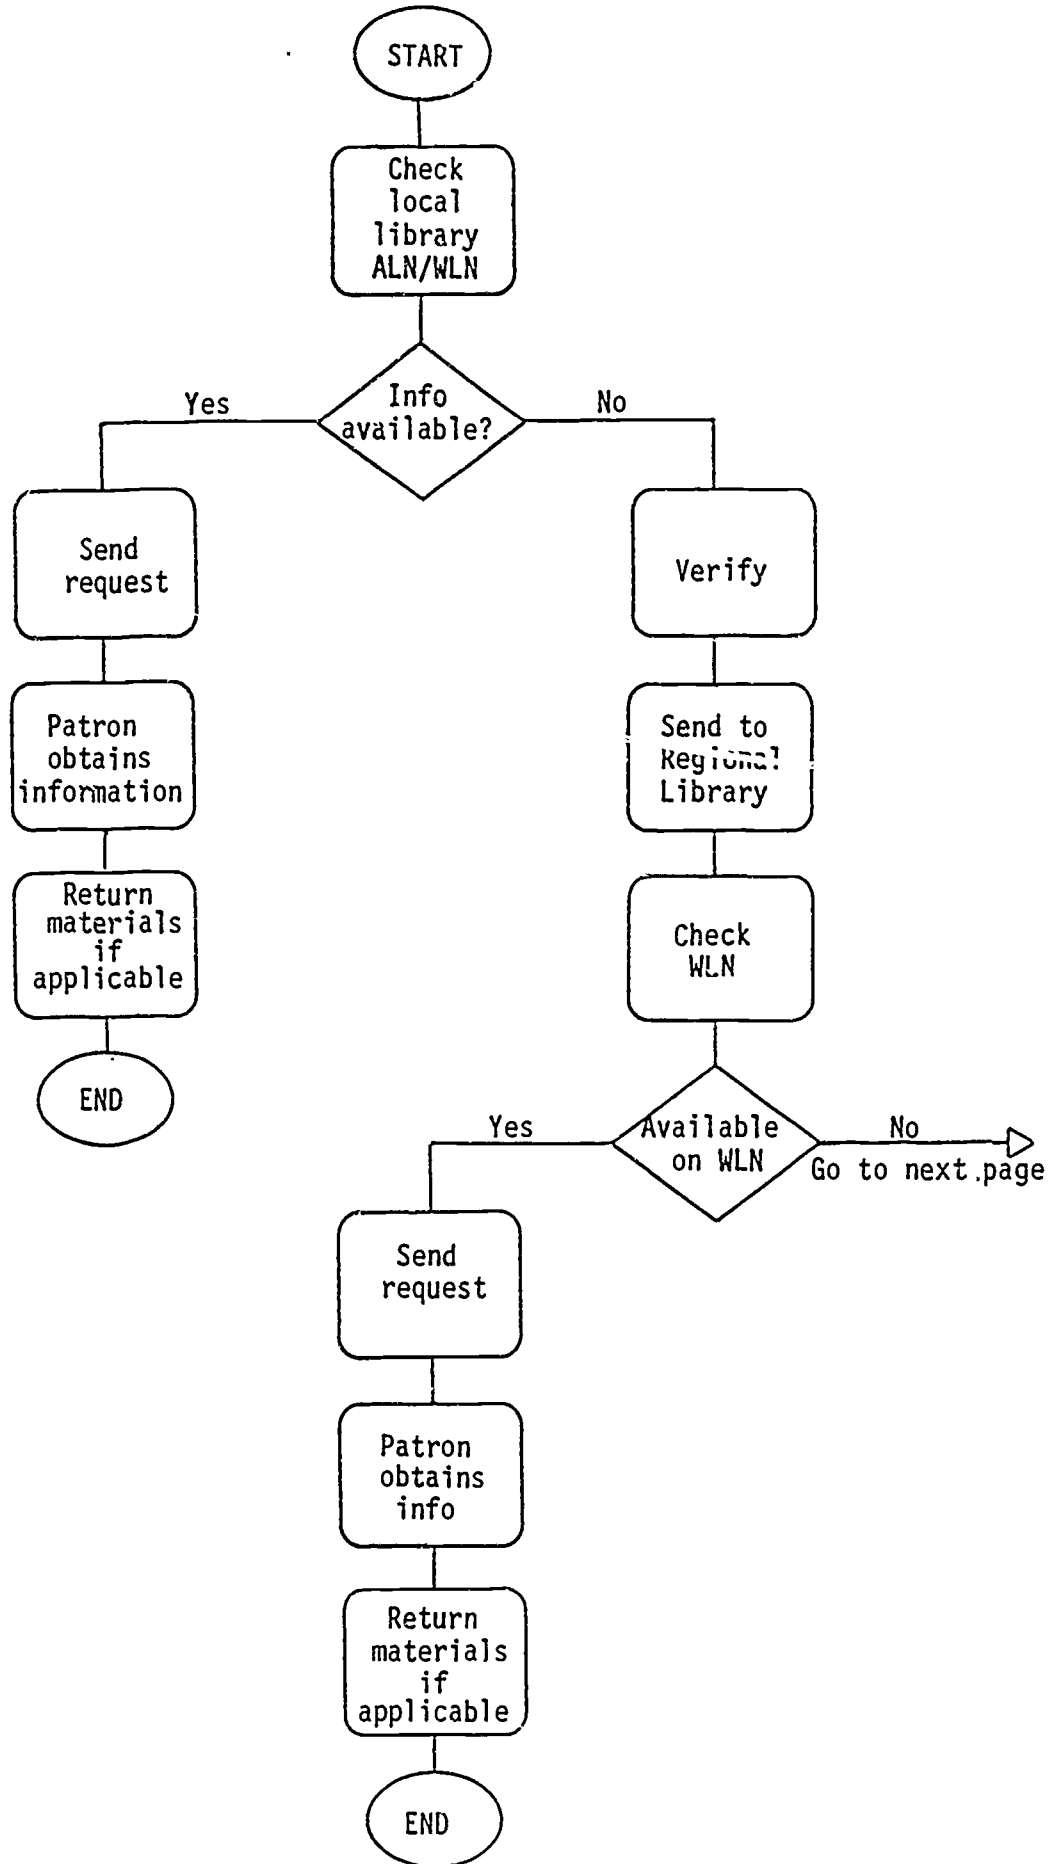 START
Check
local
library
ALN/WLN
Info
available?
Yes
No
Send
request
Verify
Patron
obtains
information
Send to
Regional
Library
Return
materials
if
applicable
Check
WLN
END
Available
on WLN
Yes
No
Go to next page
Send
request
Patron
obtains
info
Return
materials
if
applicable
END